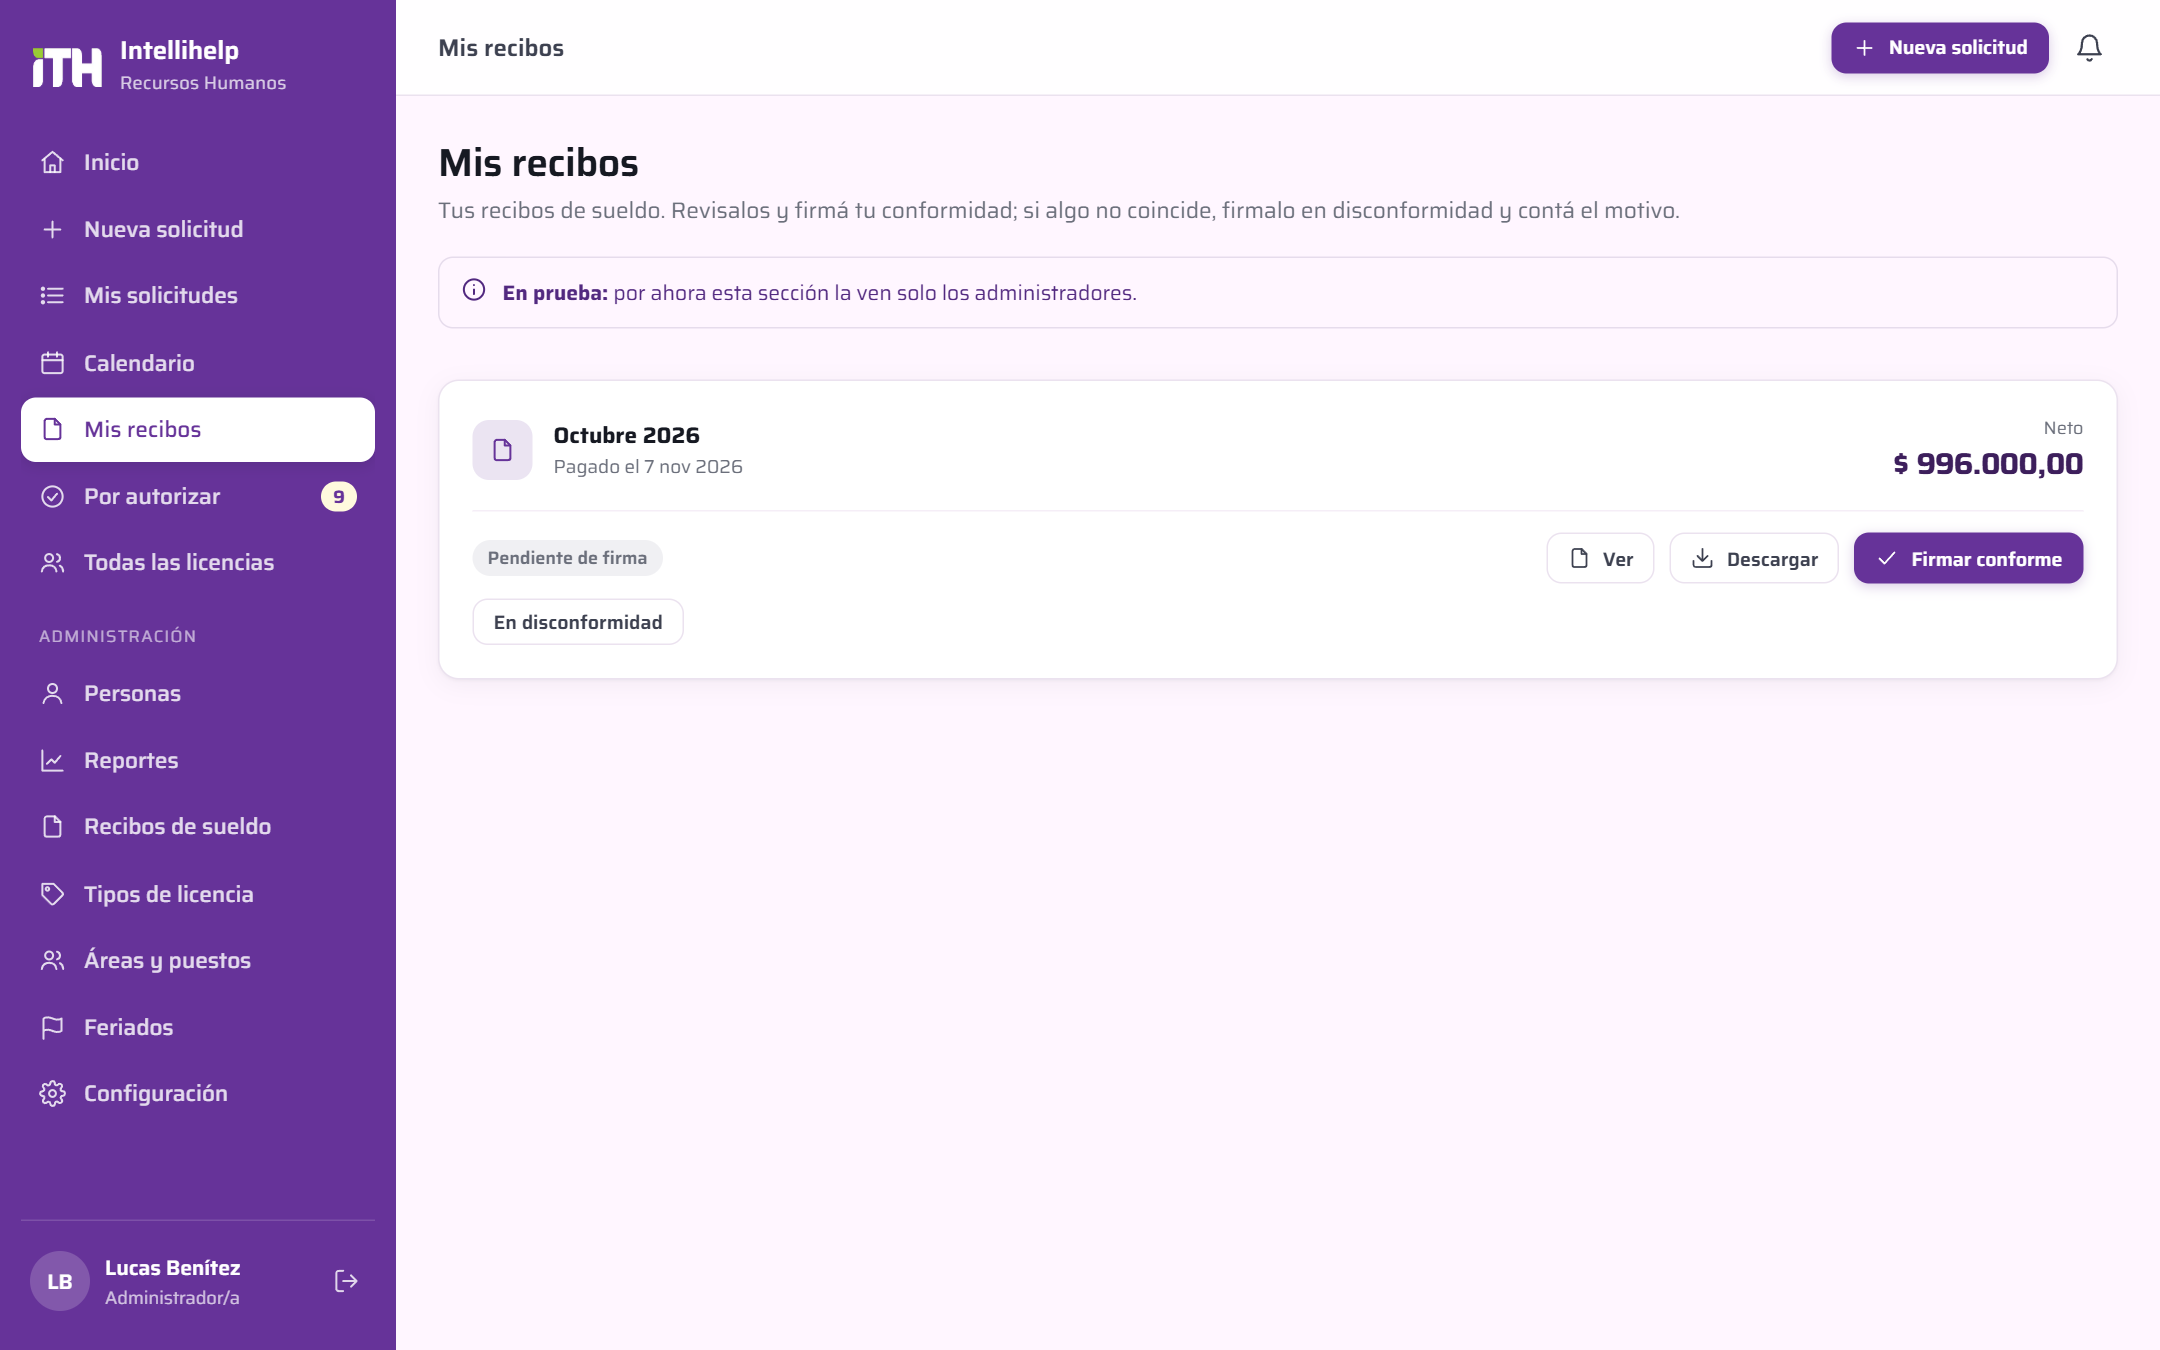 iTH
Intellihelp
Recursos Humanos
Inicio
Nueva solicitud
Mis solicitudes
Calendario
Mis recibos
Por autorizar 9
Todas las licencias
ADMINISTRACIÓN
Personas
Reportes
Recibos de sueldo
Tipos de licencia
Áreas y puestos
Feriados
Configuración
LB
Lucas Benítez
Administrador/a
Mis recibos
Nueva solicitud
Mis recibos
Tus recibos de sueldo. Revisalos y firmá tu conformidad; si algo no coincide, firmalo en disconformidad y contá el motivo.
En prueba: por ahora esta sección la ven solo los administradores.
Octubre 2026
Pagado el 7 nov 2026
Neto
$ 996.000,00
Pendiente de firma
Ver
Descargar
Firmar conforme
En disconformidad